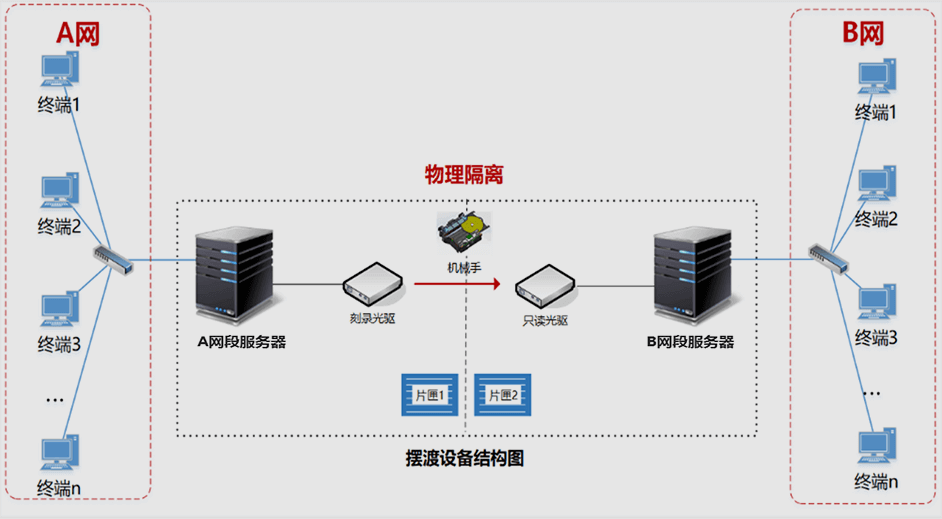 A网
终端1
终端2
终端3
...
终端n
物理隔离
机械手
刻录光驱
只读光驱
A网段服务器
B网段服务器
片匣1
片匣2
摆渡设备结构图
B网
终端1
终端2
终端3
...
终端n